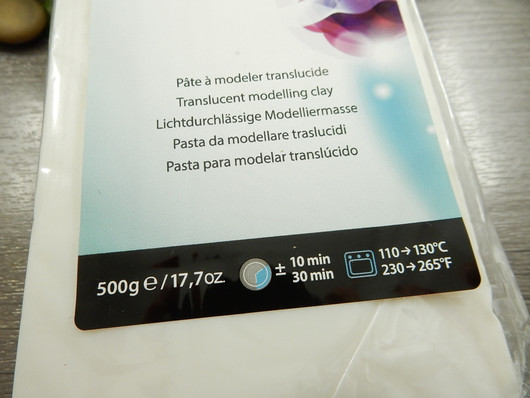 Pâte à modeler translucide
Translucent modelling clay
Lichtdurchlässige Modelliermasse
Pasta da modellare traslucidi
Pasta para modelar translúcido
500g ℮ / 17,7oz. ± 10 min 110→130°C
30 min 230→265°F